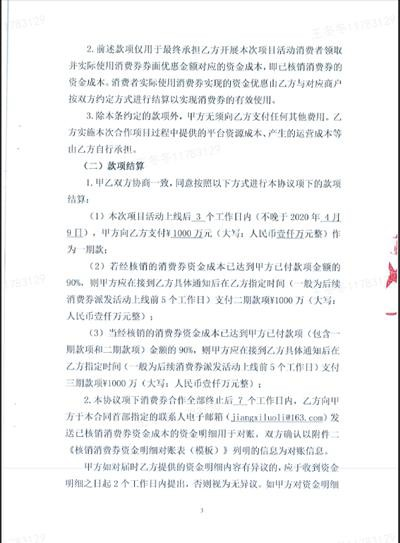 2.前述款项仅用于最终承担乙方开展本次项目活动消费者领取
并实际使用消费券券面优惠金额对应的资金成本，即已核销消费券的
资金成本。消费者实际使用消费券实现的资金优惠由乙方与对应商户
按双方约定方式进行结算以实现消费券的有效使用。
3.除本条约定的款项外，甲方无须向乙方支付任何其他费用。乙
方实施本次合作项目过程中提供的平台资源成本、产生的运营成本等
由乙方自行承担。
（二）款项结算
1.甲乙双方协商一致，同意按照以下方式进行本协议项下的款项
结算：
（1）本次项目活动上线后 3 个工作日内（不晚于 2020 年 4 月
9 日），甲方向乙方支付¥1000 万元（大写：人民币壹仟万元整）作
为一期款；
（2）若经核销的消费券资金成本已达到甲方已付款项金额的
90%，则甲方应在接到乙方具体通知后在乙方指定时间（一般为后续
消费券派发活动上线前 5 个工作日）支付二期款项¥1000 万（大写：
人民币壹仟万元整）；
（3）当经核销的消费券资金成本已达到甲方已付款项（包含一
期款项和二期款项）金额的 90%，则甲方应在接到乙方具体通知后在
乙方指定时间（一般为后续消费券派发活动上线前 5 个工作日）支付
三期款项¥1000 万（大写：人民币壹仟万元整）；
2.本协议项下消费券合作全部终止后 7 个工作日内，乙方向甲
方于本合同首部指定的联系人电子邮箱（jiangxiluoli@163.com）发
送已核销消费券资金成本的资金明细用于对账，双方确认以附件二
《核销消费券资金明细对账表（模板）》列明的信息为对账信息。
甲方如对届时乙方提供的资金明细内容有异议的，应于收到资金
明细之日起 2 个工作日内提出，否则视为无异议。如甲方对资金明细
3